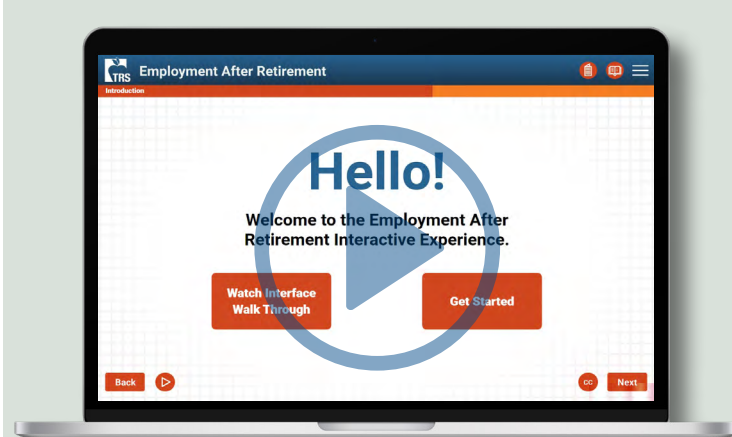 TRS
Employment After Retirement
Introduction
Hello!
Welcome to the Employment After
Retirement Interactive Experience.
Watch Interface
Walk Through
Get Started
Back
CC
Next